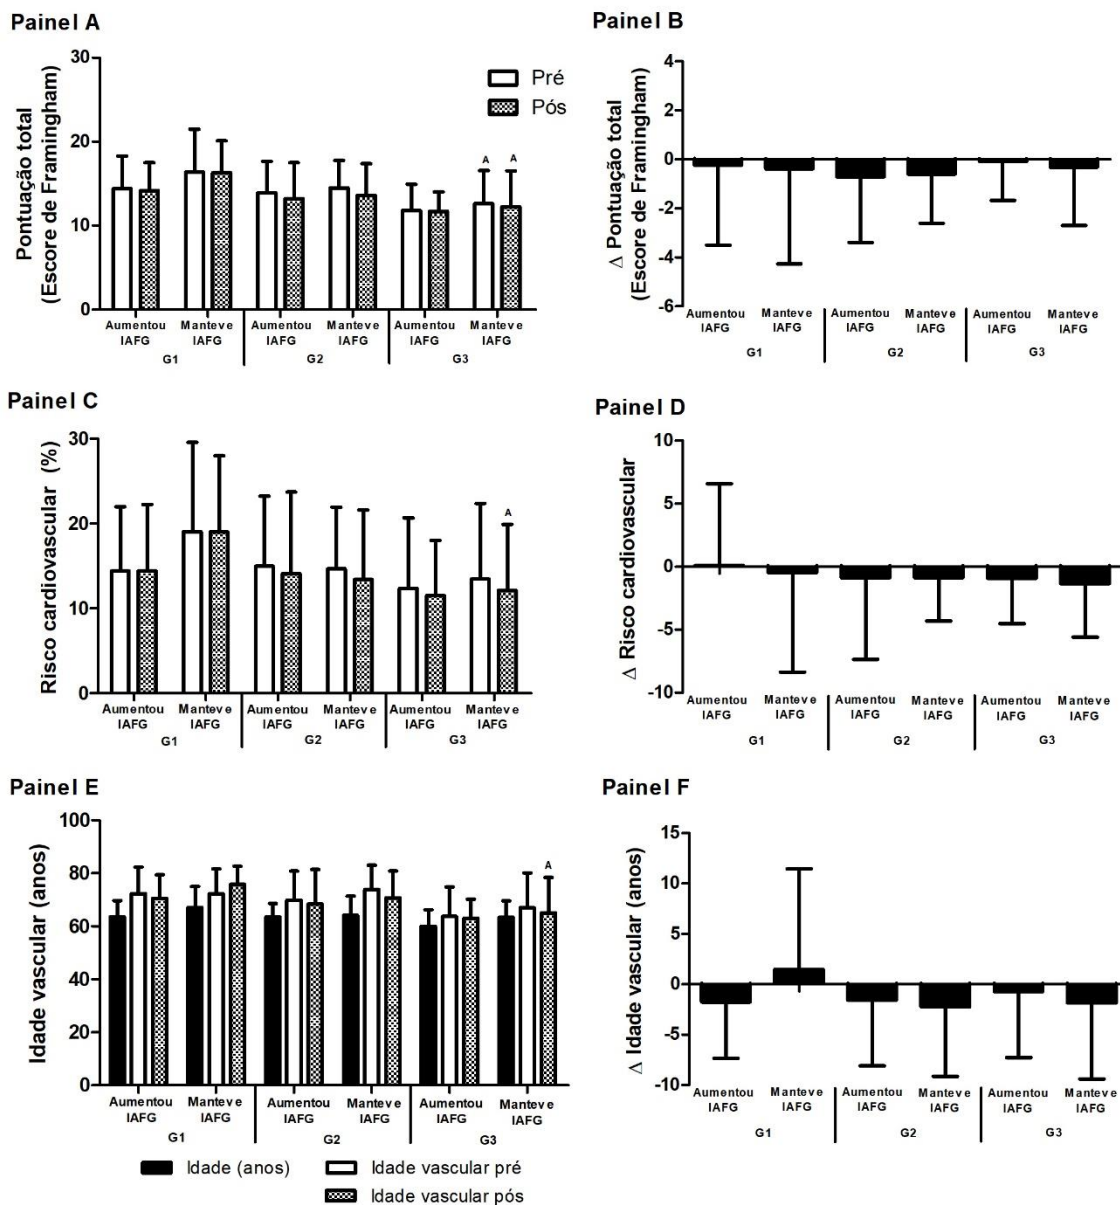 Painel A
Pontuação total
(Escore de Framingham)
30
20
10
0
Pré
Pós
A A
Aumentou IAFG
Manteve IAFG
Aumentou IAFG
Manteve IAFG
Aumentou IAFG
Manteve IAFG
G1
G2
G3
Painel B
Δ Pontuação total
(Escore de Framingham)
4
2
0
-2
-4
-6
Aumentou IAFG
Manteve IAFG
Aumentou IAFG
Manteve IAFG
Aumentou IAFG
Manteve IAFG
G1
G2
G3
Painel C
Risco cardiovascular (%)
30
20
10
0
A
Aumentou IAFG
Manteve IAFG
Aumentou IAFG
Manteve IAFG
Aumentou IAFG
Manteve IAFG
G1
G2
G3
Painel D
Δ Risco cardiovascular
10
5
0
-5
-10
Aumentou IAFG
Manteve IAFG
Aumentou IAFG
Manteve IAFG
Aumentou IAFG
Manteve IAFG
G1
G2
G3
Painel E
Idade vascular (anos)
100
80
60
40
20
0
A
Aumentou IAFG
Manteve IAFG
Aumentou IAFG
Manteve IAFG
Aumentou IAFG
Manteve IAFG
G1
G2
G3
Idade (anos)
Idade vascular pré
Idade vascular pós
Painel F
Δ Idade vascular (anos)
15
10
5
0
-5
-10
Aumentou IAFG
Manteve IAFG
Aumentou IAFG
Manteve IAFG
Aumentou IAFG
Manteve IAFG
G1
G2
G3